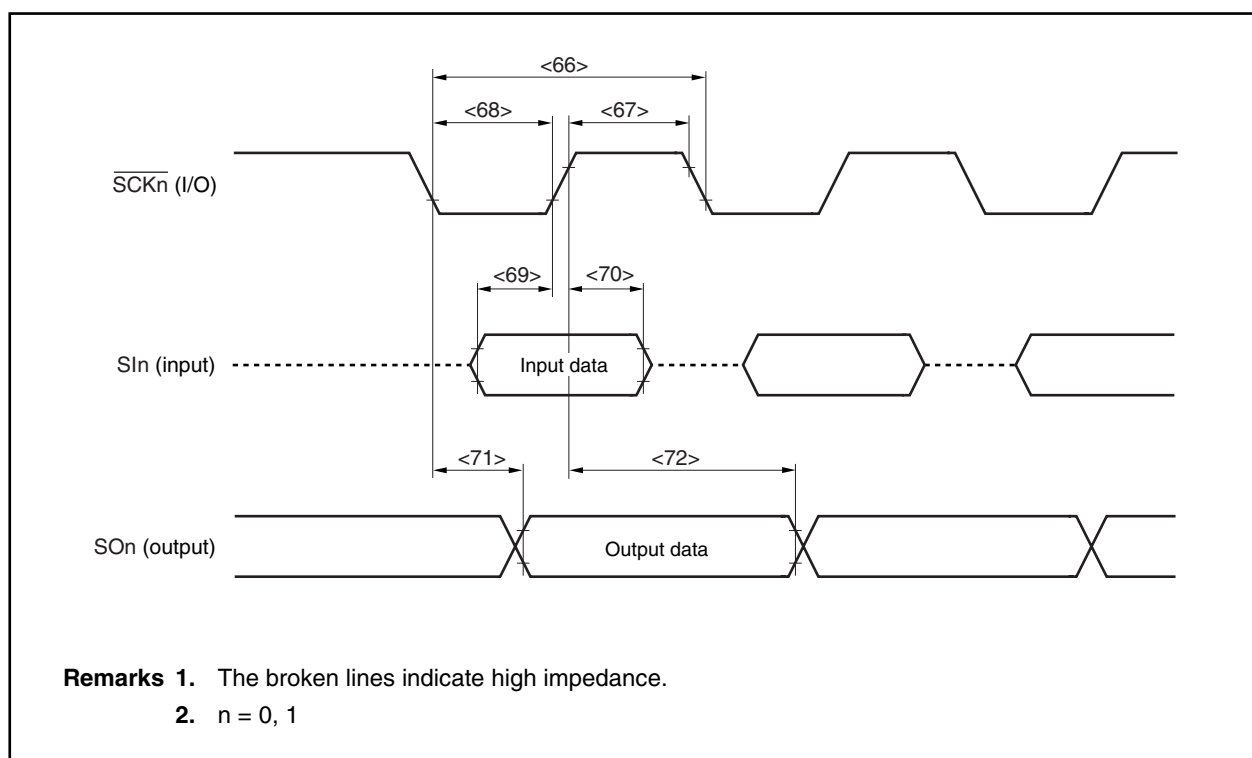 <66>
<68> <67>
SCKn (I/O)
<69> <70>
SIn (input) Input data
<71> <72>
SOn (output) Output data
Remarks 1. The broken lines indicate high impedance.
2. n = 0, 1